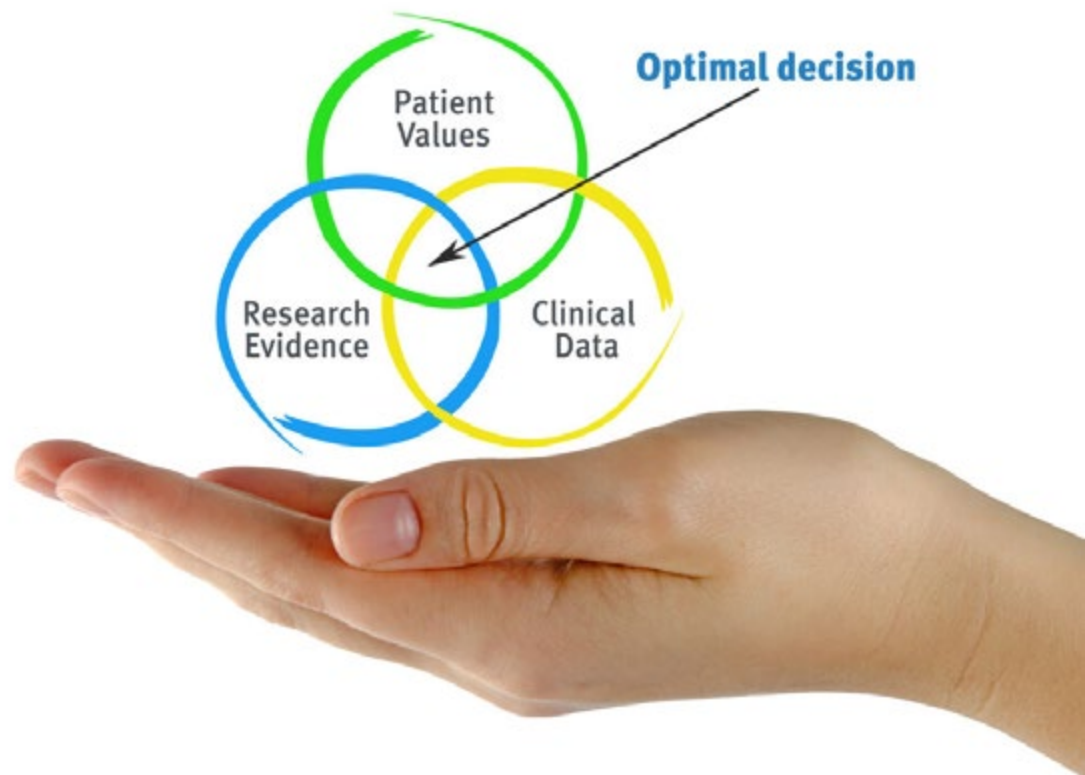 Optimal decision
Patient
Values
Research
Evidence
Clinical
Data